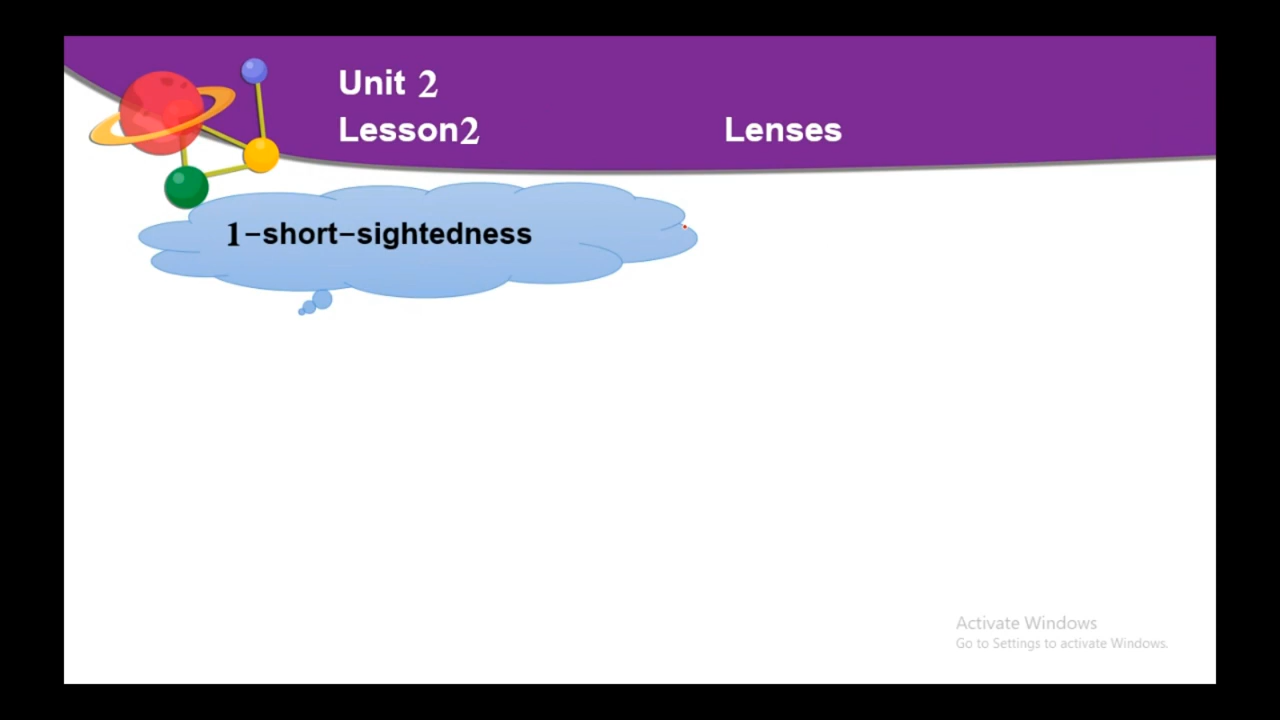 Unit 2
Lesson2 Lenses
1-short-sightedness
Activate Windows
Go to Settings to activate Windows.